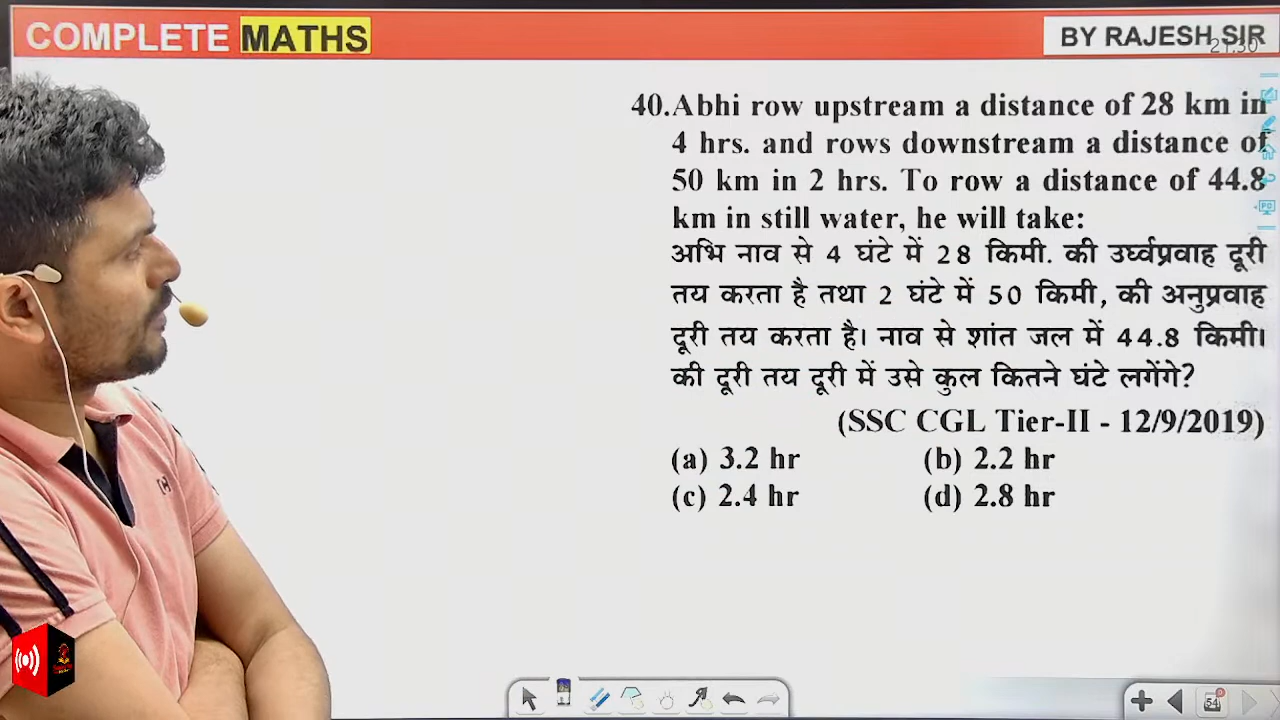 COMPLETE MATHS
BY RAJESH SIR
21:30
40.Abhi row upstream a distance of 28 km in
4 hrs. and rows downstream a distance of
50 km in 2 hrs. To row a distance of 44.8
km in still water, he will take:
अभि नाव से 4 घंटे में 28 किमी. की उर्घ्वप्रवाह दूरी
तय करता है तथा 2 घंटे में 50 किमी, की अनुप्रवाह
दूरी तय करता है। नाव से शांत जल में 44.8 किमी।
की दूरी तय दूरी में उसे कुल कितने घंटे लगेंगे?
(SSC CGL Tier-II - 12/9/2019)
(a) 3.2 hr (b) 2.2 hr
(c) 2.4 hr (d) 2.8 hr
54